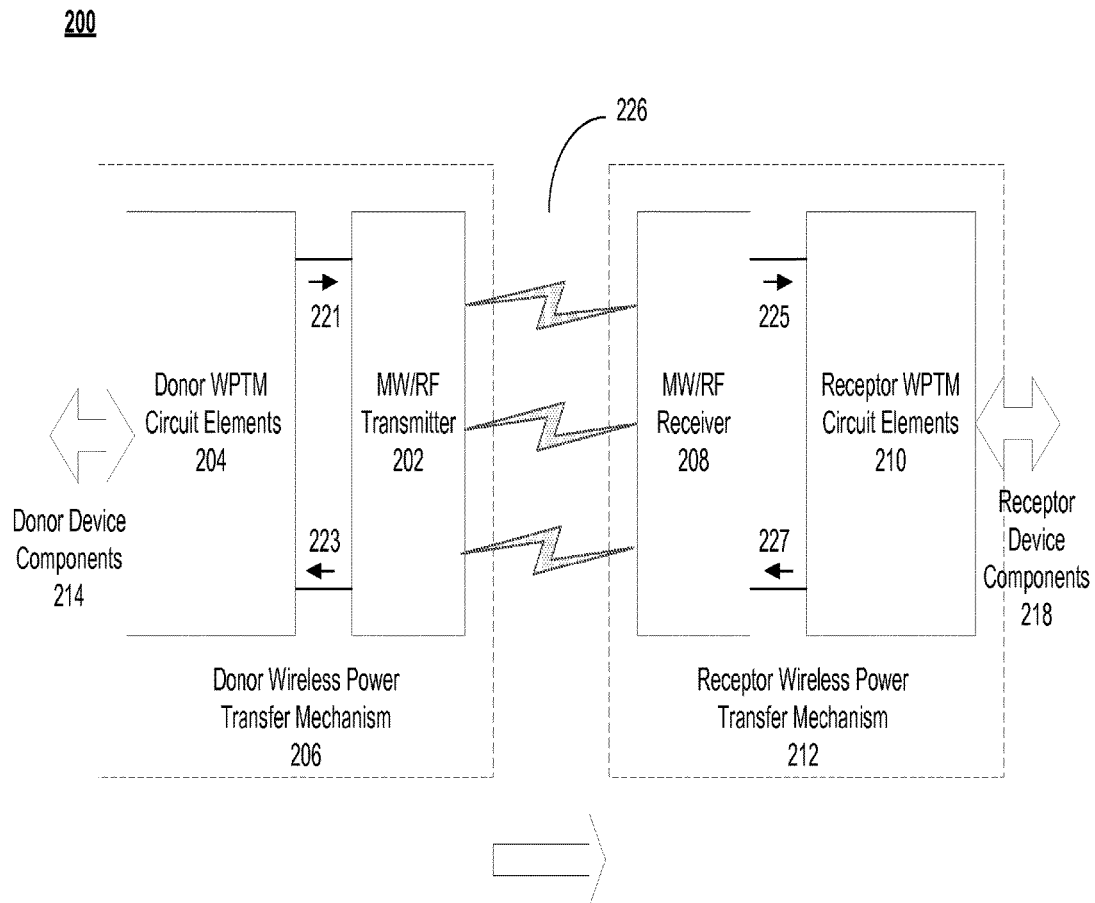 200
226
221
225
Donor WPTM
Circuit Elements
204
MW/RF
Transmitter
202
MW/RF
Receiver
208
Receptor WPTM
Circuit Elements
210
Donor Device
Components
214
223
227
Receptor
Device
Components
218
Donor Wireless Power
Transfer Mechanism
206
Receptor Wireless Power
Transfer Mechanism
212